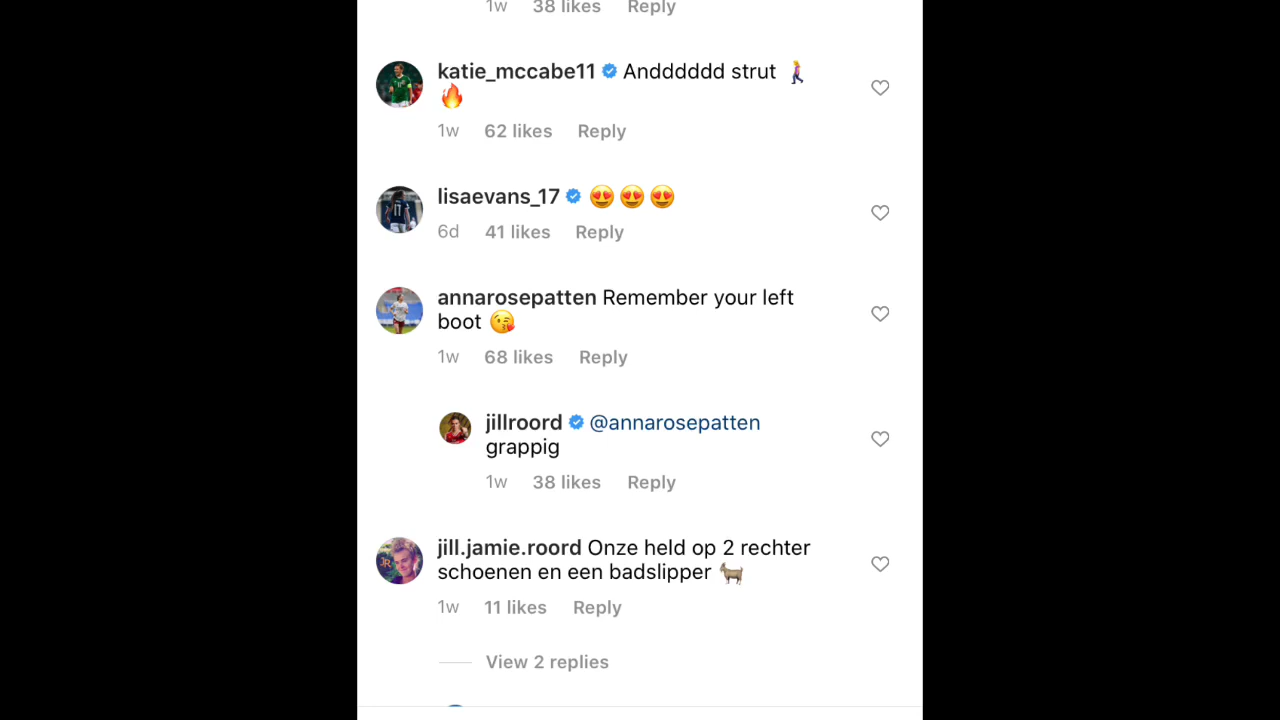 1w 38 likes Reply
katie_mccabe11 Andddddd strut 🚶‍♀️
🔥
1w 62 likes Reply
lisaevans_17 😍😍😍
6d 41 likes Reply
annarosepatten Remember your left
boot 😘
1w 68 likes Reply
jillroord @annarosepatten
grappig
1w 38 likes Reply
jill.jamie.roord Onze held op 2 rechter
schoenen en een badslipper 🐐
1w 11 likes Reply
View 2 replies